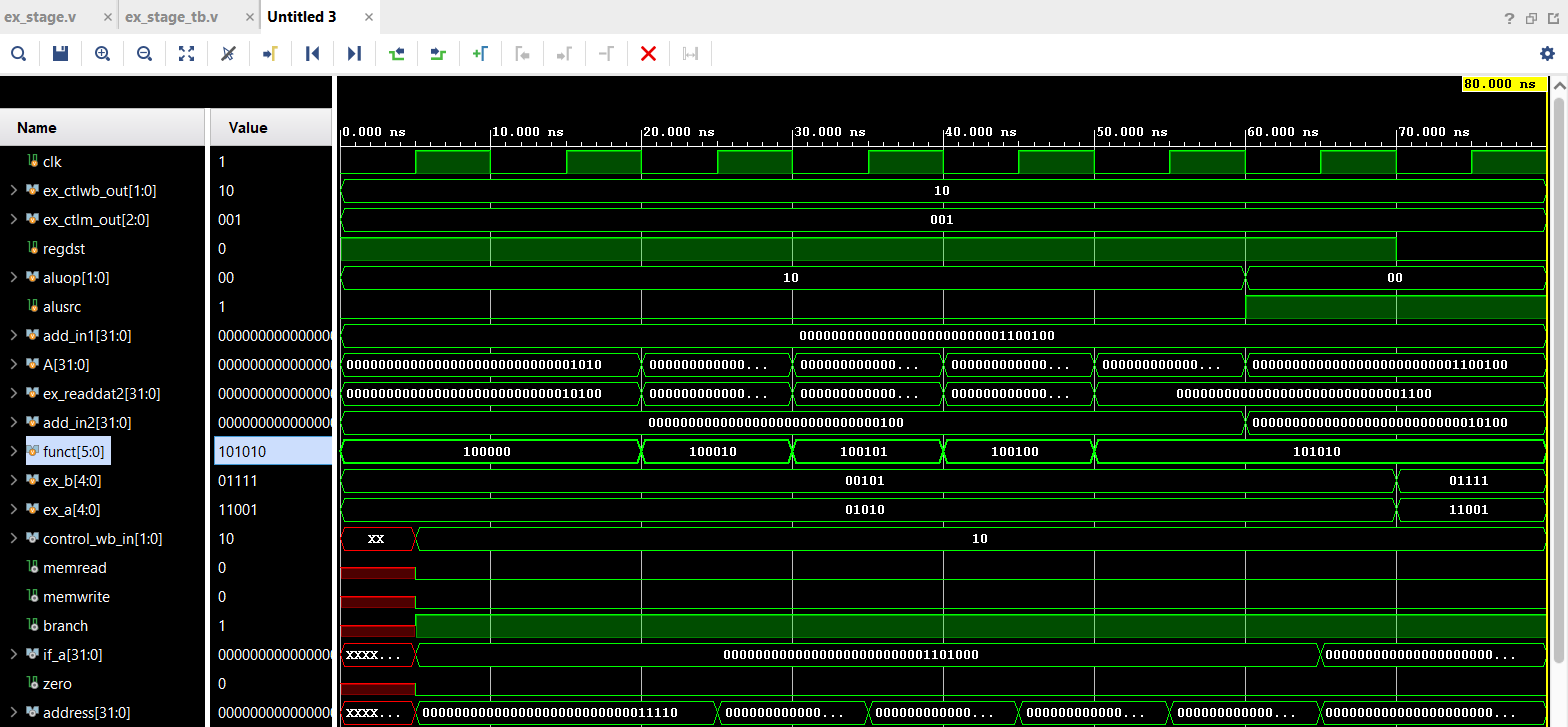 ex_stage.v × ex_stage_tb.v × Untitled 3 ×
80.000 ns
Name Value 0.000 ns 10.000 ns 20.000 ns 30.000 ns 40.000 ns 50.000 ns 60.000 ns 70.000 ns
clk 1
ex_ctlwb_out[1:0] 10 10
ex_ctlm_out[2:0] 001 001
regdst 0
aluop[1:0] 00 10 00
alusrc 1
add_in1[31:0] 0000000000000000 00000000000000000000000001100100
A[31:0] 0000000000000000 00000000000000000000000000001010 000000000000... 000000000000... 000000000000... 000000000000... 00000000000000000000000001100100
ex_readdat2[31:0] 0000000000000000 00000000000000000000000000010100 000000000000... 000000000000... 000000000000... 00000000000000000000000000001100
add_in2[31:0] 0000000000000000 00000000000000000000000000000100 00000000000000000000000000010100
funct[5:0] 101010 100000 100010 100101 100100 101010
ex_b[4:0] 01111 00101 01111
ex_a[4:0] 11001 01010 11001
control_wb_in[1:0] 10 xx 10
memread 0
memwrite 0
branch 1
if_a[31:0] 0000000000000000 xxxx... 00000000000000000000000001101000 000000000000000000000...
zero 0
address[31:0] 0000000000000000 xxxx... 00000000000000000000000000011110 000000000000... 000000000000... 000000000000... 000000000000... 000000000000000000000...